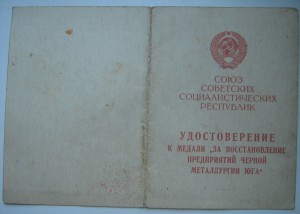 СОЮЗ
СОВЕТСКИХ
СОЦИАЛИСТИЧЕСКИХ
РЕСПУБЛИК
УДОСТОВЕРЕНИЕ
К МЕДАЛИ „ЗА ВОССТАНОВЛЕНИЕ
ПРЕДПРИЯТИЙ ЧЕРНОЙ
МЕТАЛЛУРГИИ ЮГА“